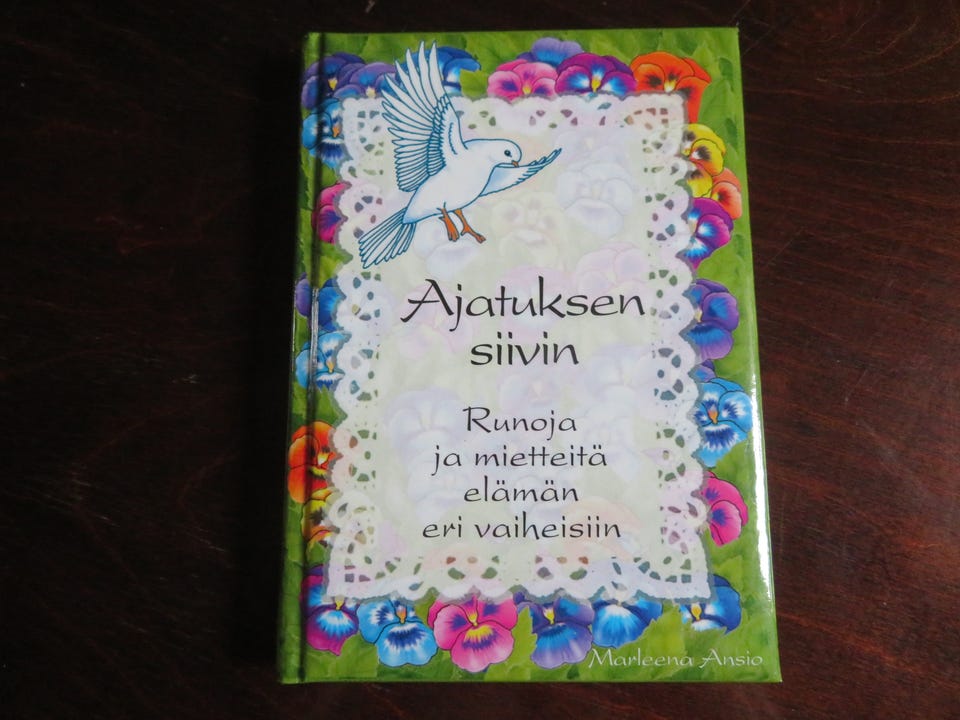 Ajatuksen
siivin
Runoja
ja mietteitä
elämän
eri vaiheisiin
Marleena Ansio